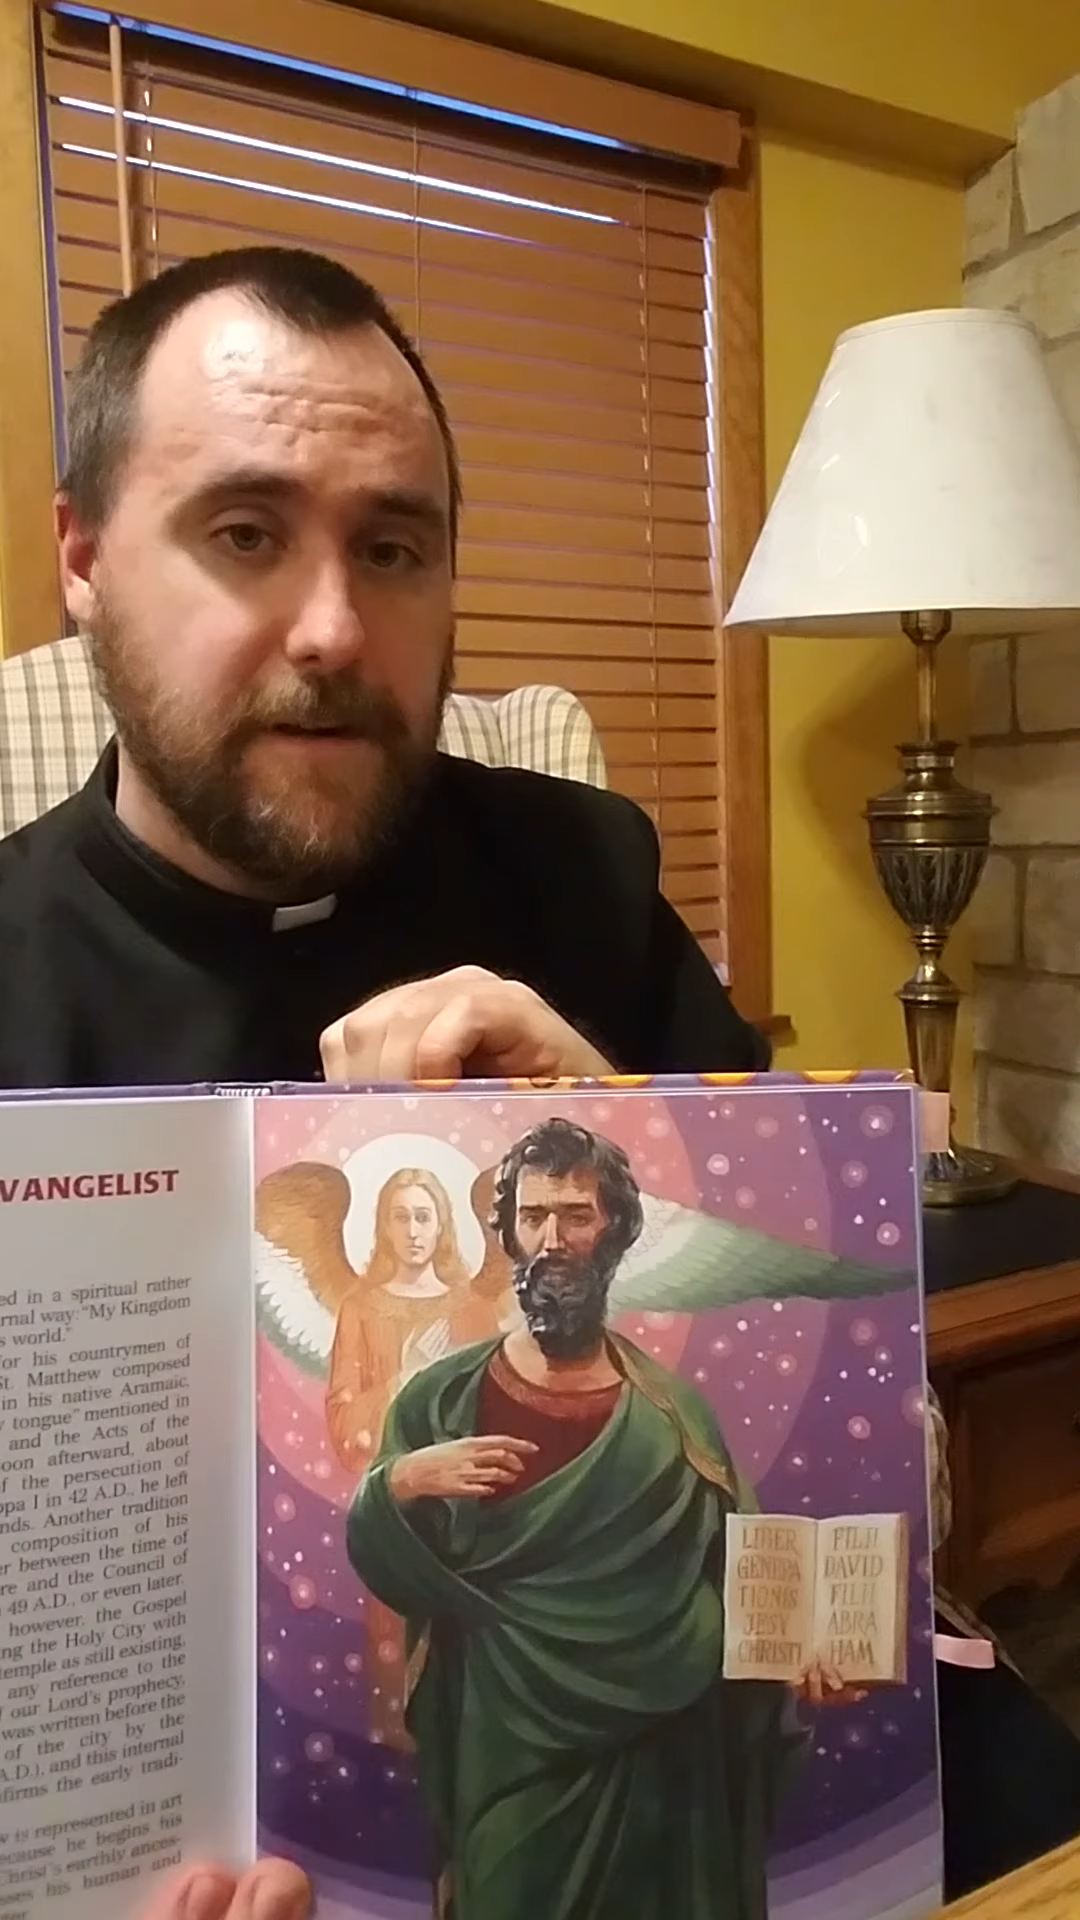 VANGELIST
ed in a spiritual rather
rnal way: "My Kingdom
s world."
for his countrymen of
St. Matthew composed
in his native Aramaic,
y tongue" mentioned in
and the Acts of the
oon afterward, about
of the persecution of
ppa I in 42 A.D., he left
nds. Another tradition
composition of his
er between the time of
re and the Council of
49 A.D., or even later.
however, the Gospel
ng the Holy City with
temple as still existing,
any reference to the
f our Lord's prophecy,
was written before the
of the city by the
A.D.), and this internal
nfirms the early tradi-
w is represented in art
ecause he begins his
Christ's earthly ances-
sses his human and
LIBER
GENERA
TIONIS
JESV
CHRISTI
FILII
DAVID
FILII
ABRA
HAM